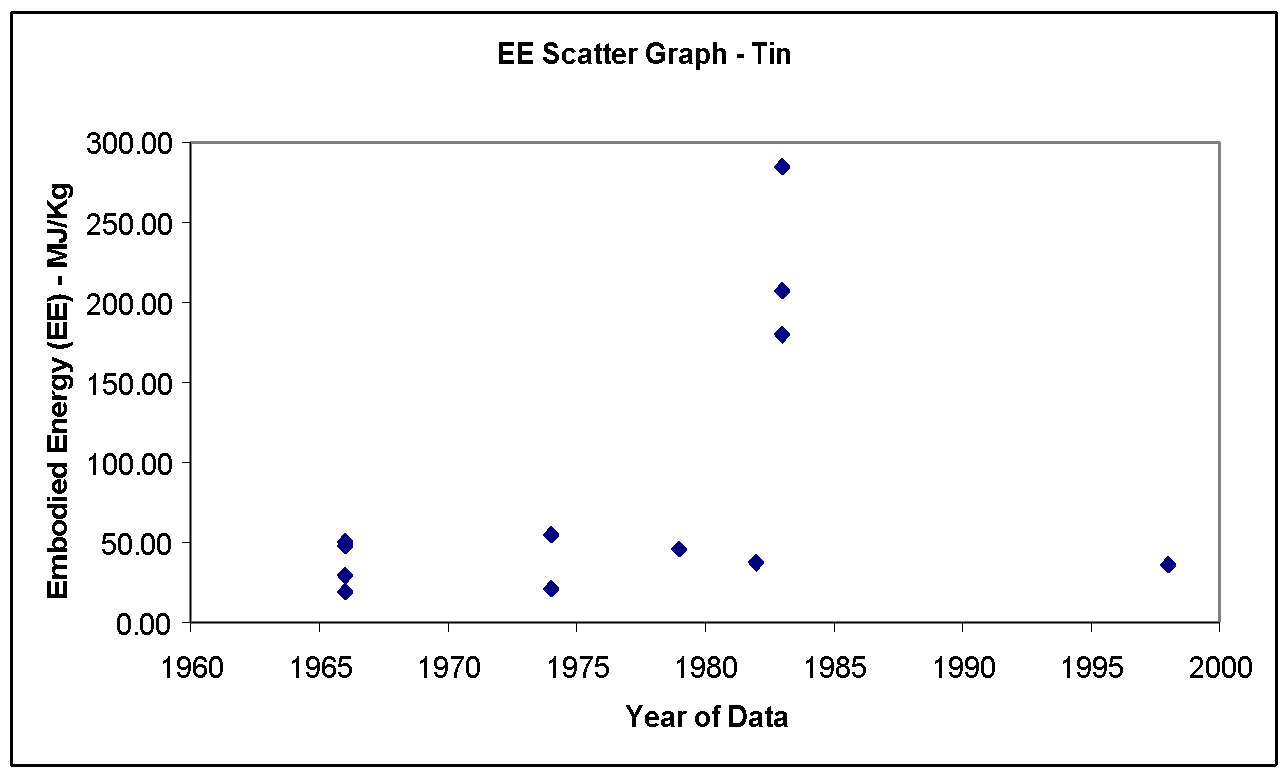 EE Scatter Graph - Tin
Embodied Energy (EE) - MJ/Kg
300.00
250.00
200.00
150.00
100.00
50.00
0.00
1960 1965 1970 1975 1980 1985 1990 1995 2000
Year of Data